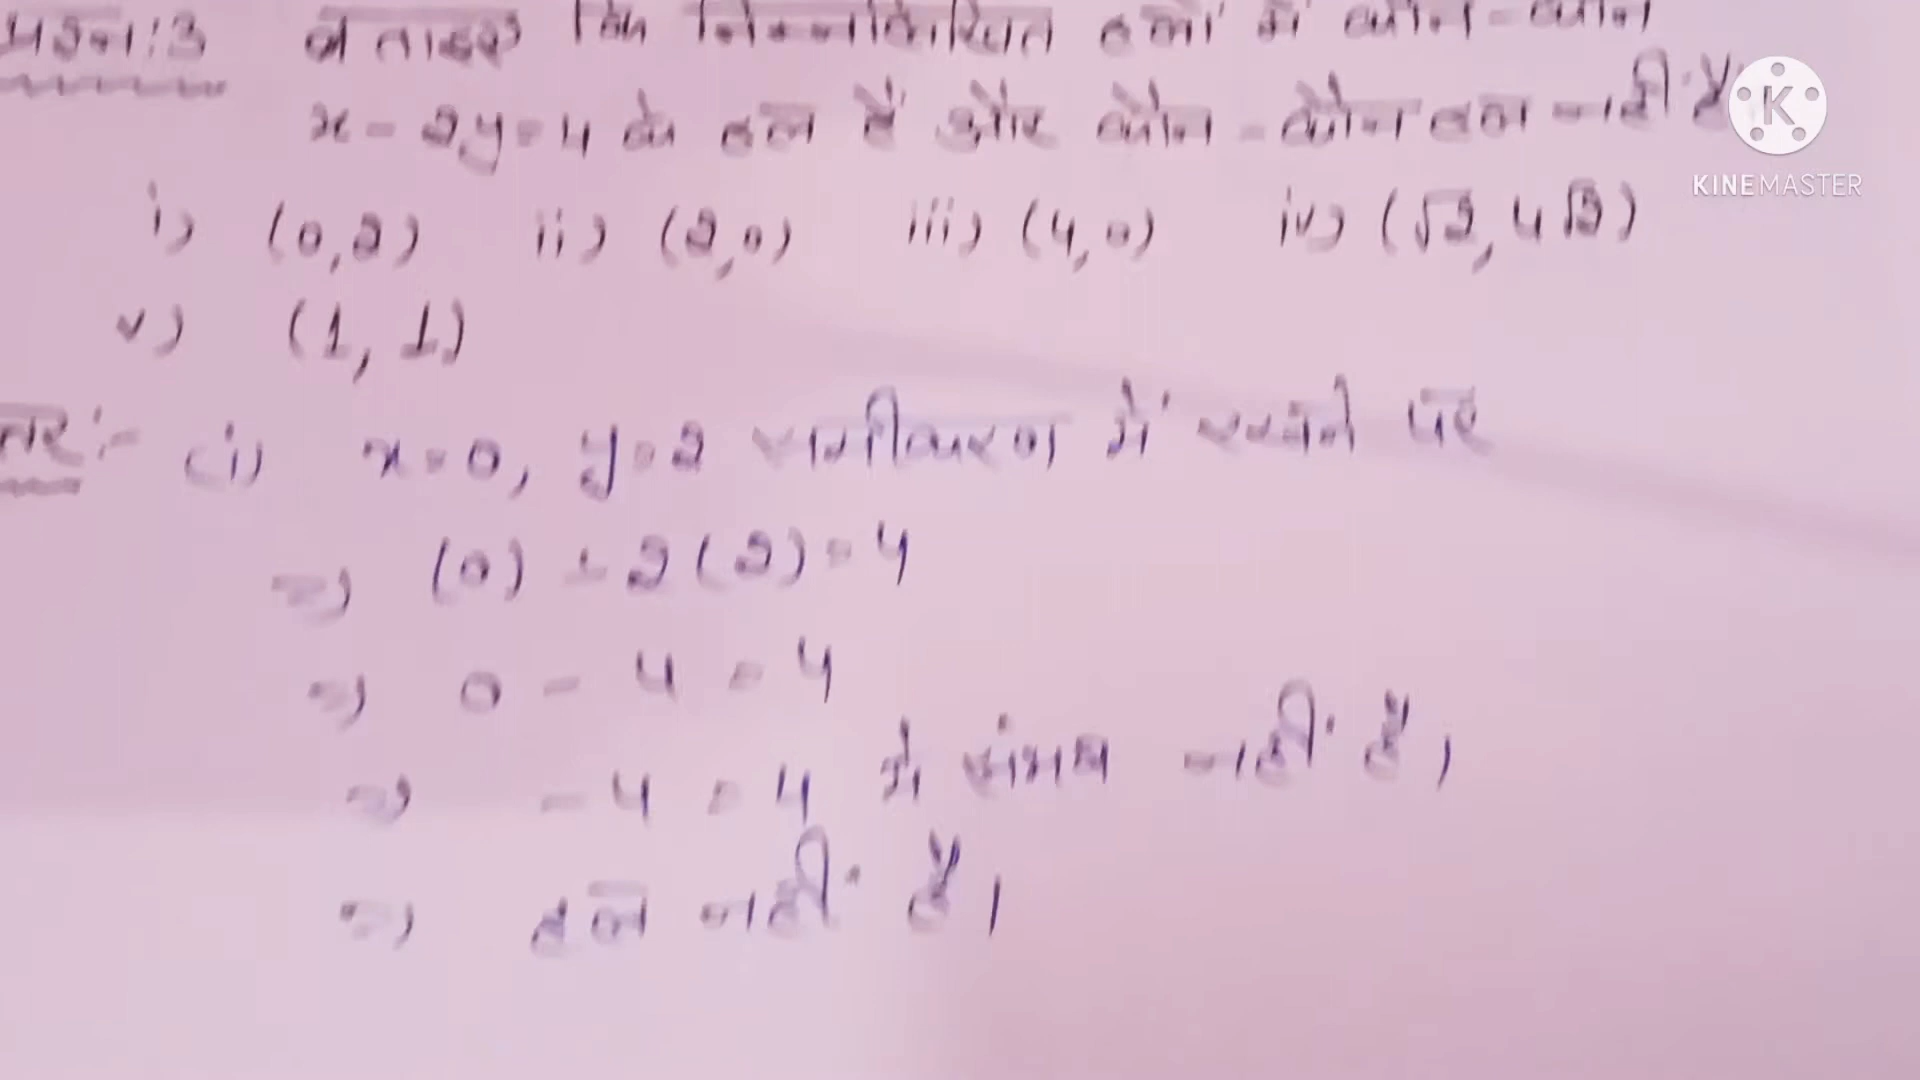 प्रश्न:3 बताइए कि निम्नलिखित हलों में कौन-कौन
x - 2y = 4 के हल हैं और कौन-कौन हल नहीं हैं
KINEMASTER
i) (0,2) ii) (2,0) iii) (4,0) iv) (√2, 4√2)
v) (1, 1)
त्तर:- (i) x=0, y=2 समीकरण में रखने पर
=> (0) - 2(2) = 4
=> 0 - 4 = 4
=> -4 = 4 में संभव नहीं है।
=> हल नहीं है।